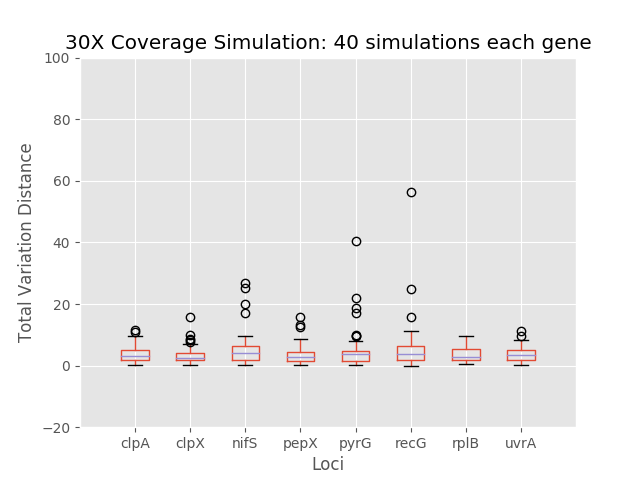 30X Coverage Simulation: 40 simulations each gene
100
80
60
40
20
0
−20
Total Variation Distance
clpA
clpX
nifS
pepX
pyrG
recG
rplB
uvrA
Loci